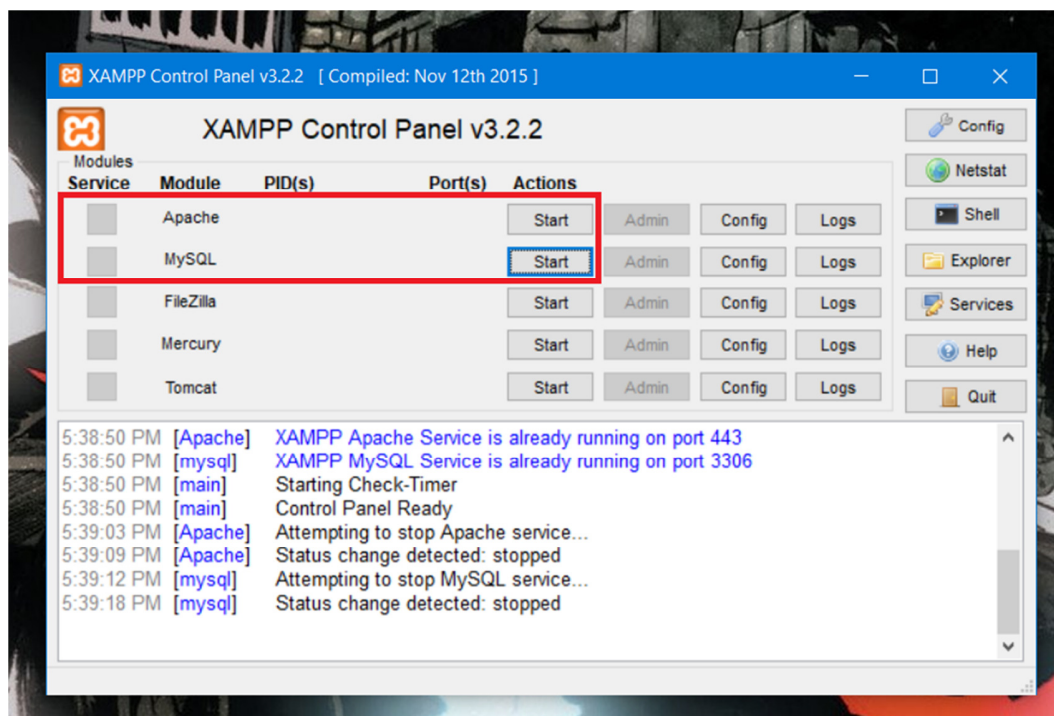 XAMPP Control Panel v3.2.2 [ Compiled: Nov 12th 2015 ]
XAMPP Control Panel v3.2.2
Config
Modules
Netstat
Service Module PID(s) Port(s) Actions
Apache Start Admin Config Logs
Shell
MySQL Start Admin Config Logs
Explorer
FileZilla Start Admin Config Logs
Services
Mercury Start Admin Config Logs
Help
Tomcat Start Admin Config Logs
Quit
5:38:50 PM [Apache] XAMPP Apache Service is already running on port 443
5:38:50 PM [mysql] XAMPP MySQL Service is already running on port 3306
5:38:50 PM [main] Starting Check-Timer
5:38:50 PM [main] Control Panel Ready
5:39:03 PM [Apache] Attempting to stop Apache service...
5:39:09 PM [Apache] Status change detected: stopped
5:39:12 PM [mysql] Attempting to stop MySQL service...
5:39:18 PM [mysql] Status change detected: stopped